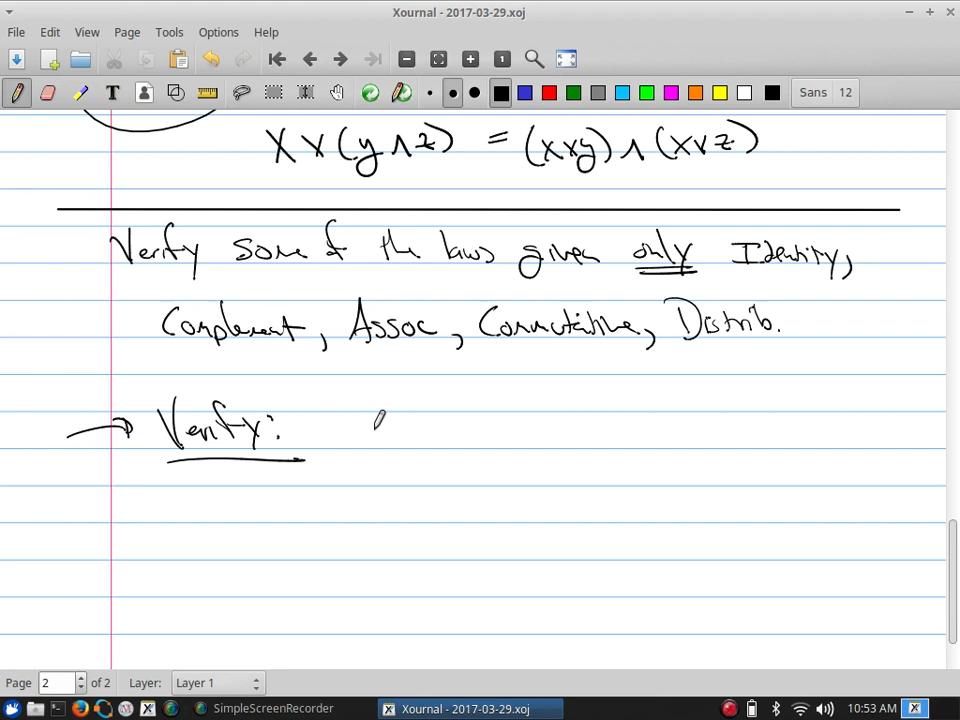 Xournal - 2017-03-29.xoj
File Edit View Page Tools Options Help
Sans 12
X ∨ (y ∧ z) = (x ∨ y) ∧ (x ∨ z)
Verify some of the laws given only Identity,
Complement, Assoc, Commutative, Distrib.
→ Verify:
Page 2 of 2 Layer: Layer 1
SimpleScreenRecorder Xournal - 2017-03-29.xoj 10:53 AM